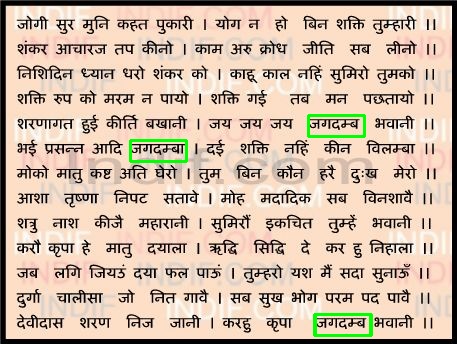 जोगी सुर मुनि कहत पुकारी । योग न हो बिन शक्ति तुम्हारी ।।
शंकर आचारज तप कीनो । काम अरु क्रोध जीति सब लीनो ।।
निशिदिन ध्यान धरो शंकर को । काहू काल नहिं सुमिरो तुमको ।।
शक्ति रुप को मरम न पायो । शक्ति गई तब मन पछतायो ।।
शरणागत हुई कीर्ति बखानी । जय जय जय जगदम्ब भवानी ।।
भई प्रसन्न आदि जगदम्बा । दई शक्ति नहिं कीन विलम्बा ।।
मोको मातु कष्ट अति घेरो । तुम बिन कौन हरै दुःख मेरो ।।
आशा तृष्णा निपट सतावे । मोह मदादिक सब विनशावै ।।
शत्रु नाश कीजै महारानी । सुमिरौं इकचित तुम्हें भवानी ।।
करौ कृपा हे मातु दयाला । ऋद्घि सिद्घि दे कर हु निहाला ।।
जब लगि जियउं दया फल पाऊं । तुम्हरो यश मैं सदा सुनाऊँ ।।
दुर्गा चालीसा जो नित गावै । सब सुख भोग परम पद पावै ।।
देवीदास शरण निज जानी । करहु कृपा जगदम्ब भवानी ।।